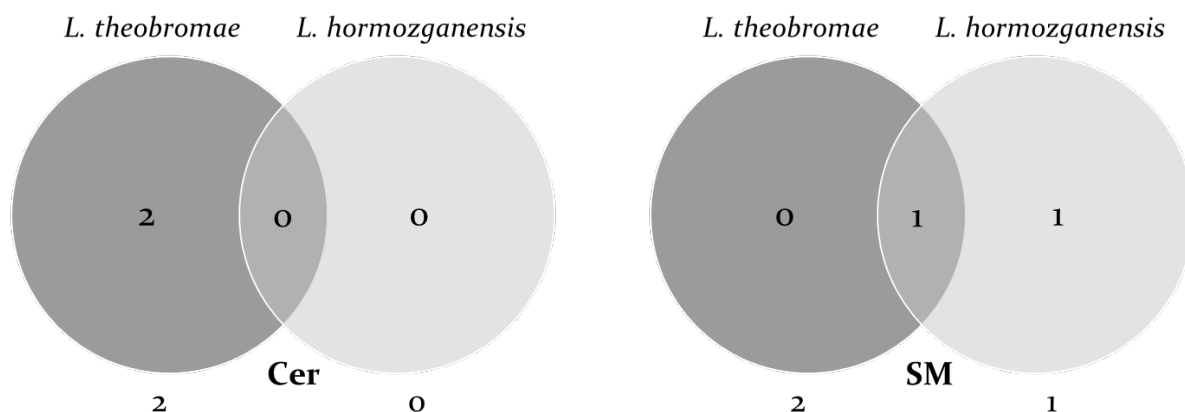 L. theobromae L. hormozganensis L. theobromae L. hormozganensis
2 0 0 0 1 1
Cer SM
2 0 2 1